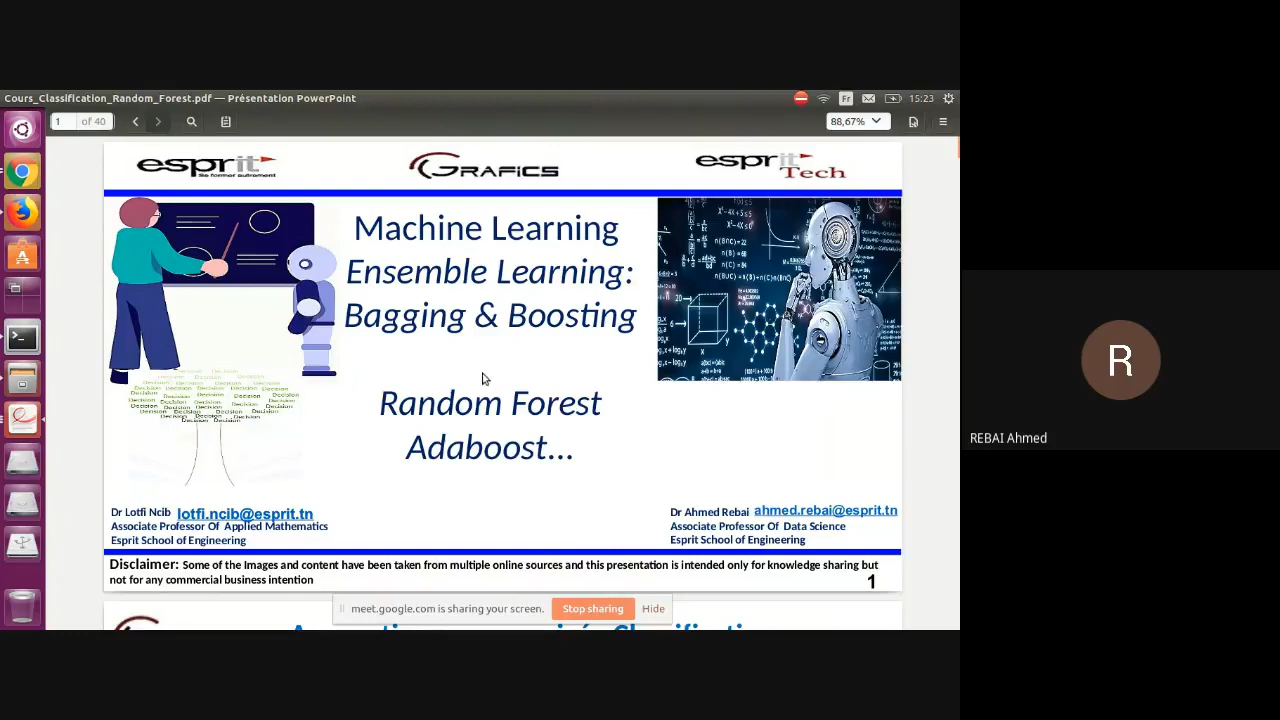 Cours_Classification_Random_Forest.pdf — Présentation PowerPoint
Fr
15:23
1 of 40
88,67%
esprit
Se former autrement
GRAFICS
esprit Tech
Machine Learning
Ensemble Learning:
Bagging & Boosting
Random Forest
Adaboost...
Dr Lotfi Ncib lotfi.ncib@esprit.tn
Associate Professor Of Applied Mathematics
Esprit School of Engineering
Dr Ahmed Rebai ahmed.rebai@esprit.tn
Associate Professor Of Data Science
Esprit School of Engineering
Disclaimer: Some of the Images and content have been taken from multiple online sources and this presentation is intended only for knowledge sharing but
not for any commercial business intention
1
meet.google.com is sharing your screen. Stop sharing Hide
R
REBAI Ahmed